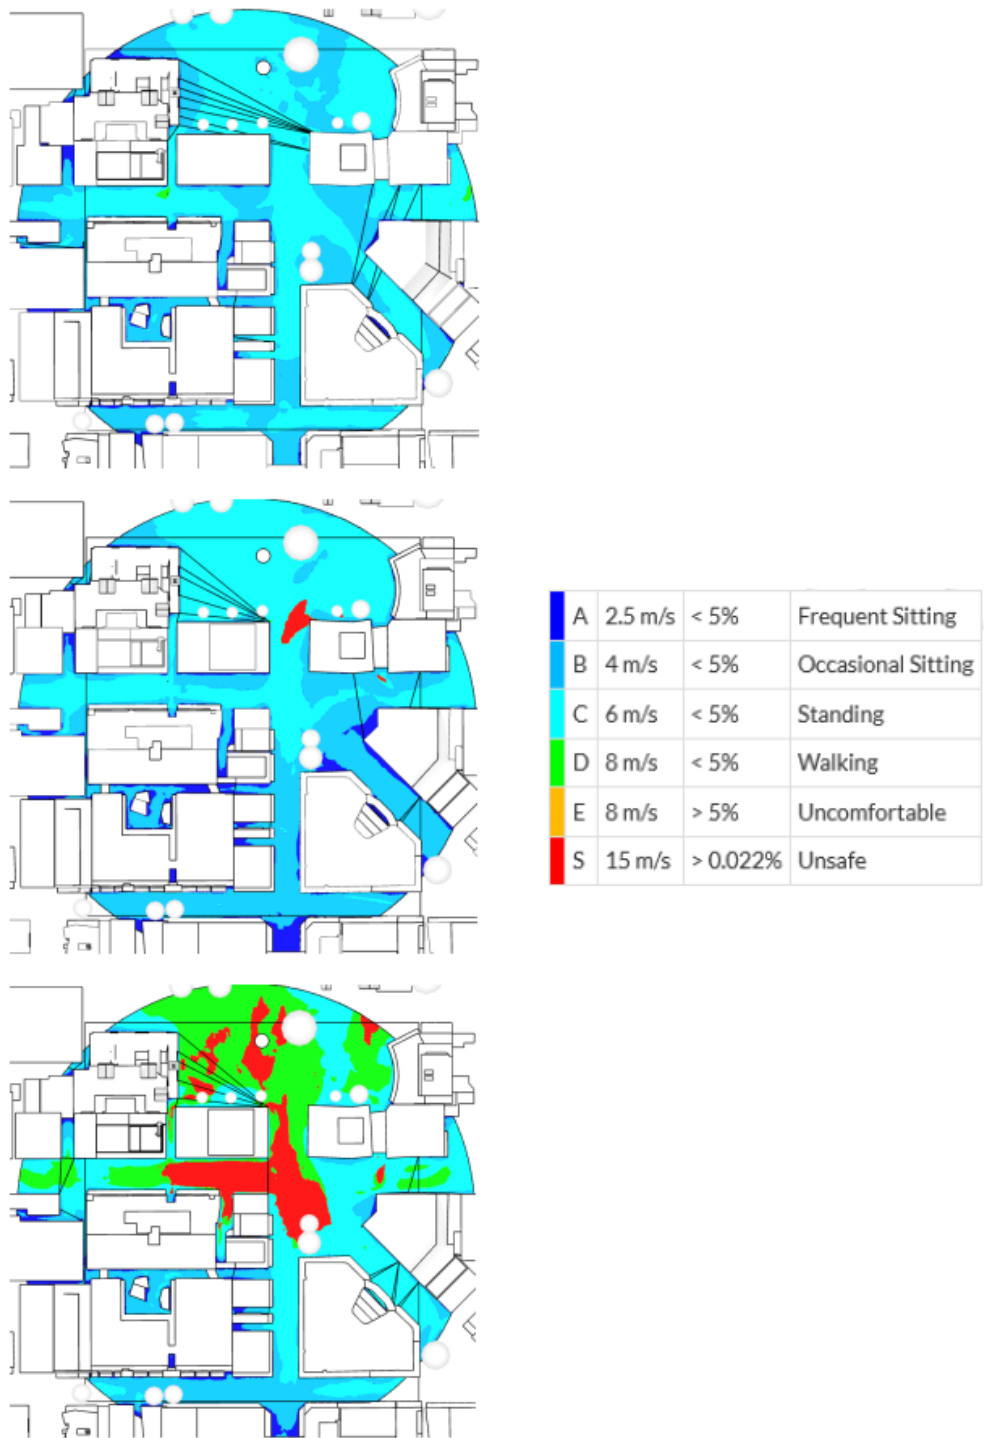 A 2.5 m/s < 5% Frequent Sitting
B 4 m/s < 5% Occasional Sitting
C 6 m/s < 5% Standing
D 8 m/s < 5% Walking
E 8 m/s > 5% Uncomfortable
S 15 m/s > 0.022% Unsafe